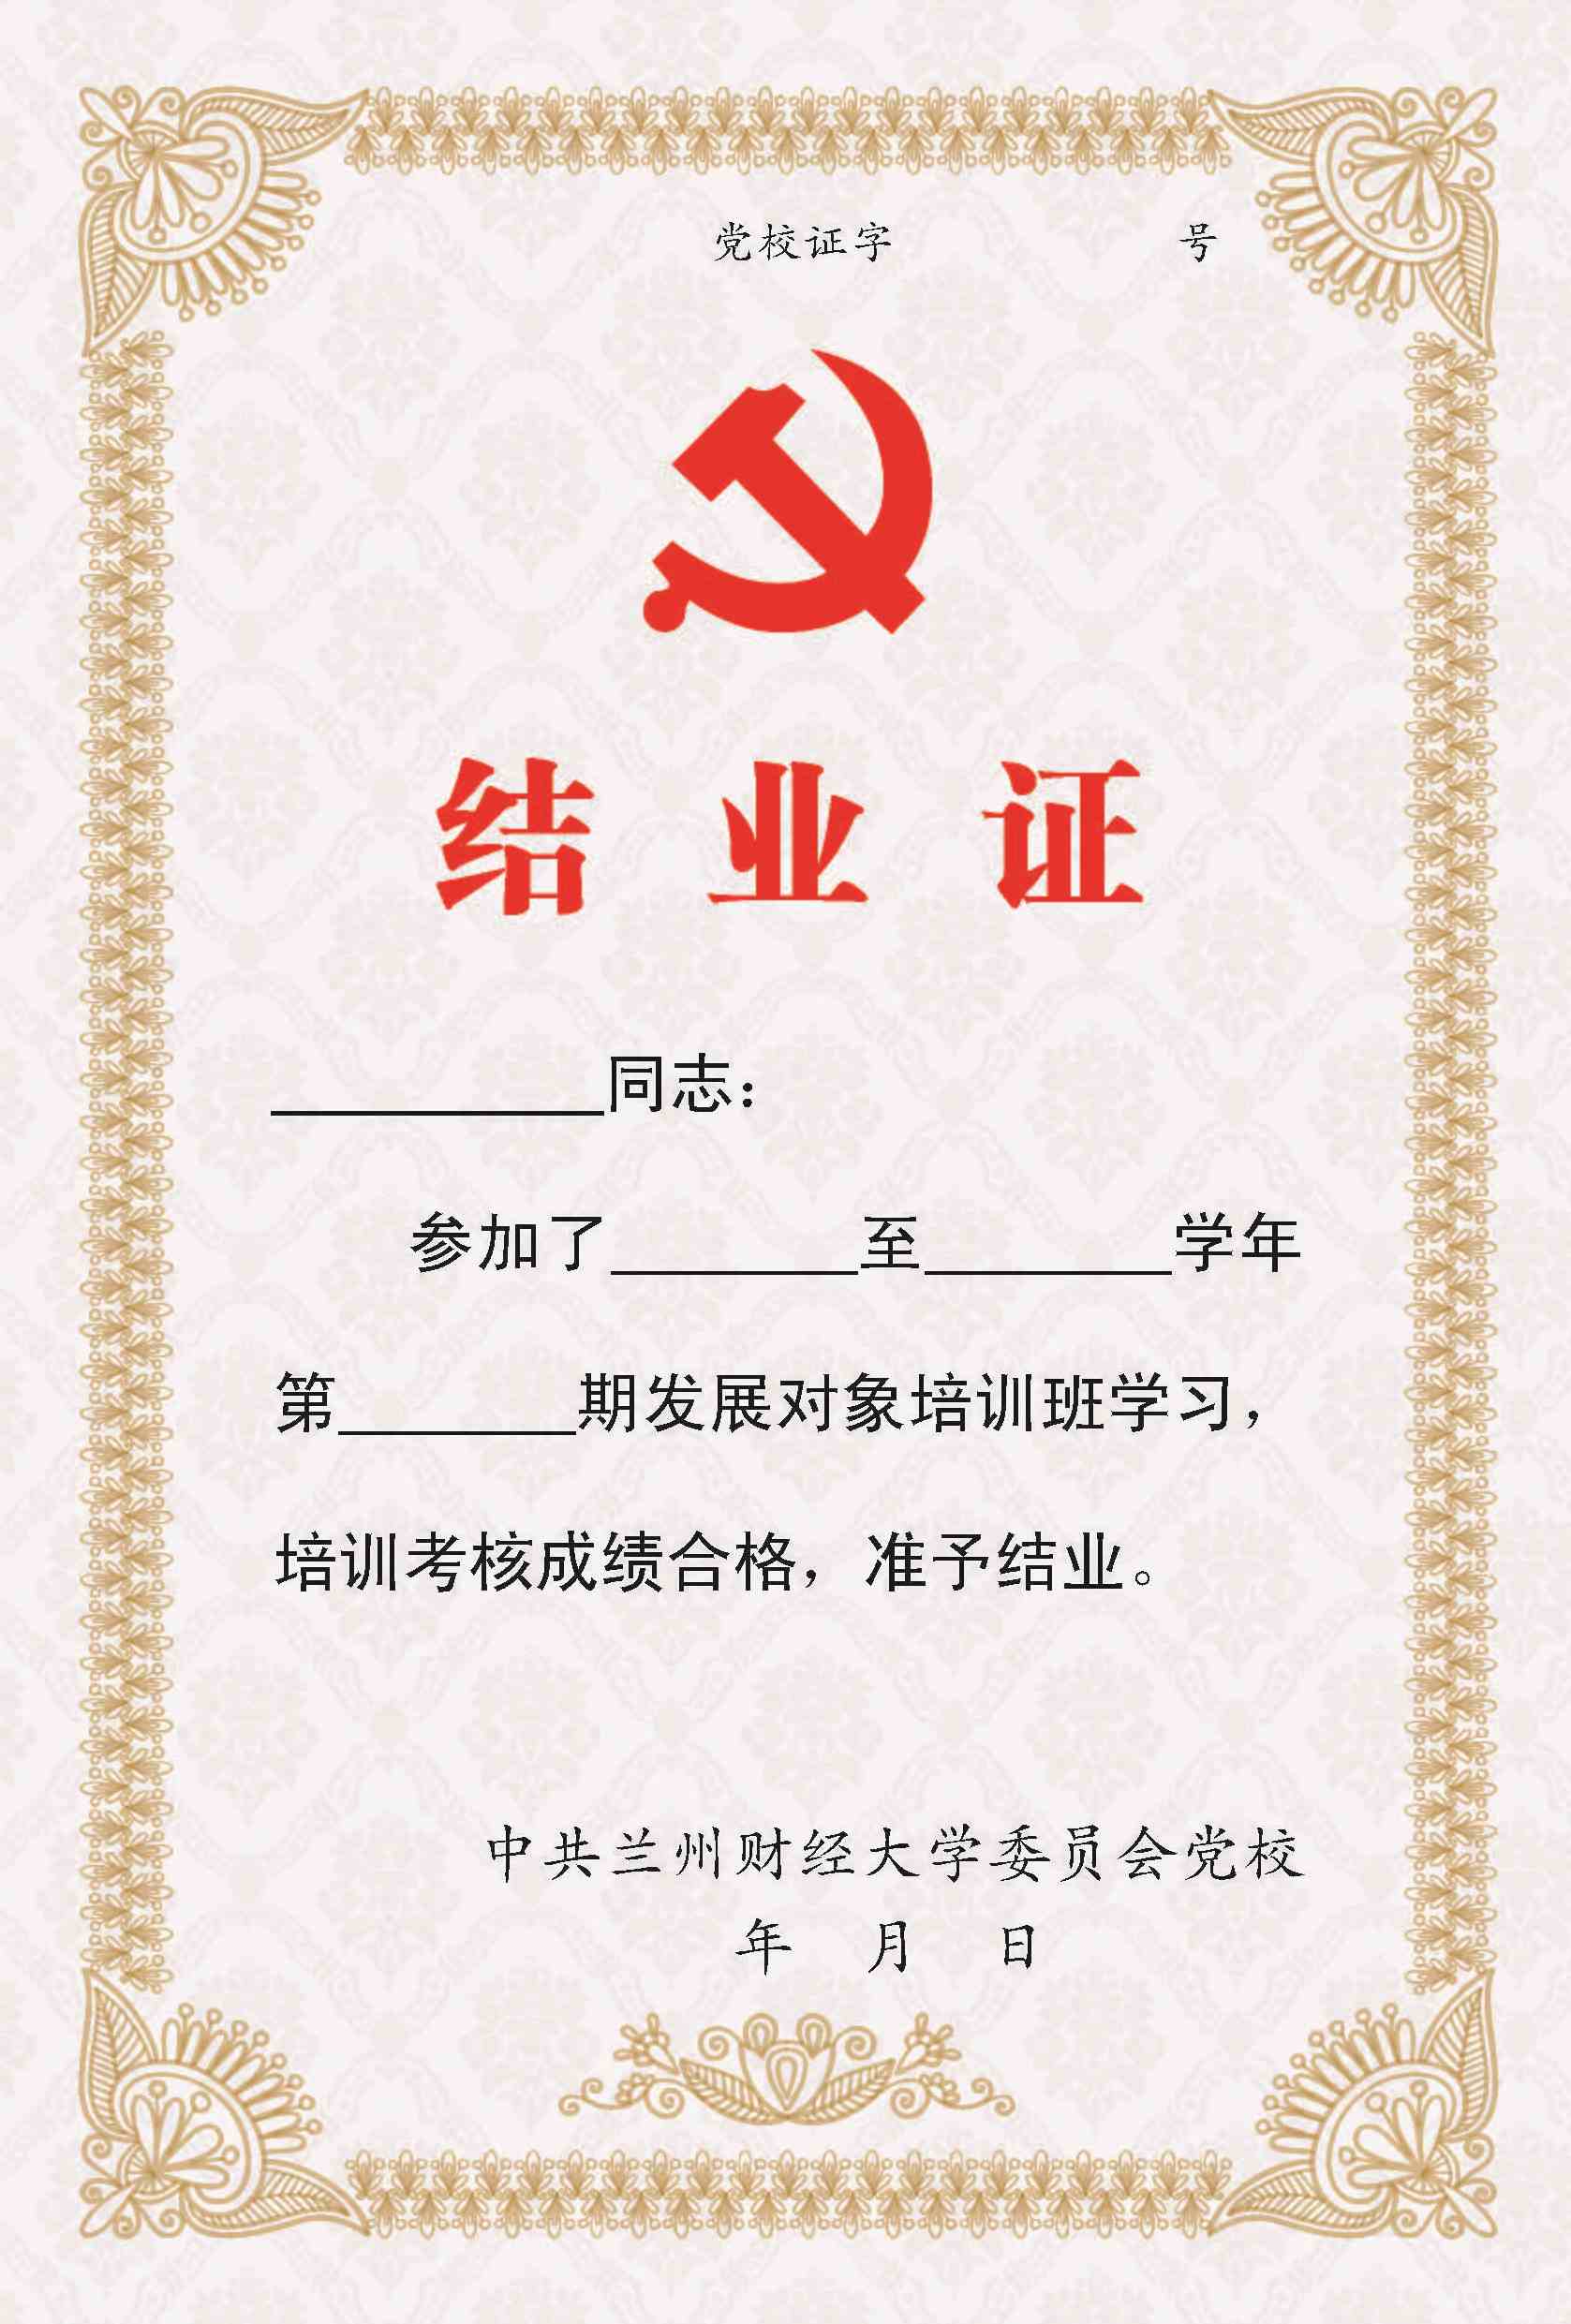 党校证字 号
结业证
__________同志：
参加了________至________学年
第________期发展对象培训班学习，
培训考核成绩合格，准予结业。
中共兰州财经大学委员会党校
年 月 日